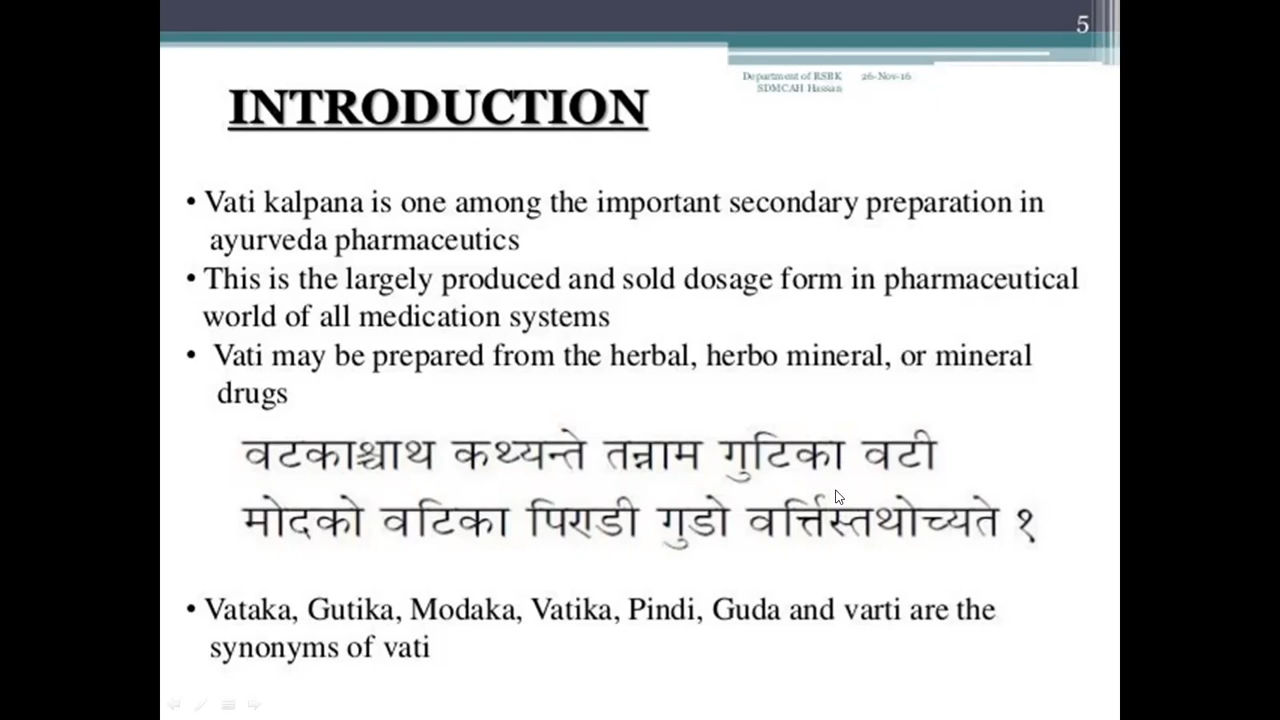 5
Department of RSBK 26-Nov-16
SDMCAH Hassan
INTRODUCTION
• Vati kalpana is one among the important secondary preparation in
ayurveda pharmaceutics
• This is the largely produced and sold dosage form in pharmaceutical
world of all medication systems
• Vati may be prepared from the herbal, herbo mineral, or mineral
drugs
वटकाश्चाथ कथ्यन्ते तन्नाम गुटिका वटी
मोदको वटिका पिण्डी गुडो वर्त्तिस्तथोच्यते १
• Vataka, Gutika, Modaka, Vatika, Pindi, Guda and varti are the
synonyms of vati